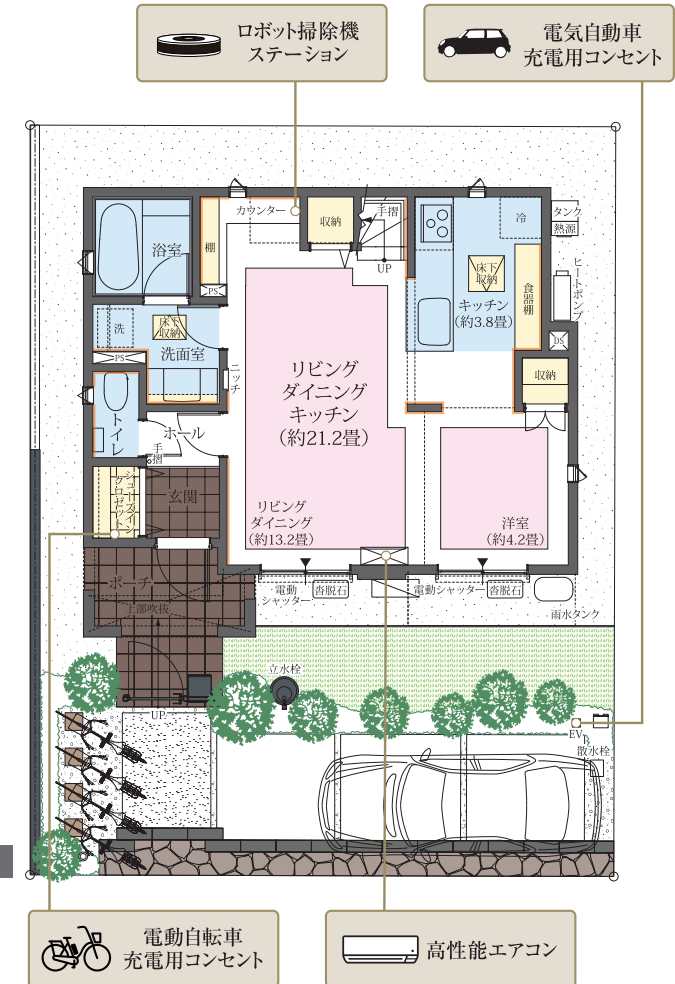 ロボット掃除機
ステーション
電気自動車
充電用コンセント
カウンター
収納
手摺
UP
冷
タンク
熱源
浴室
棚
PS
床下
収納
キッチン
(約3.8畳)
食器棚
ヒートポンプ
DS
洗
床下
収納
洗面室
PS
ニッチ
リビング
ダイニング
キッチン
(約21.2畳)
収納
トイレ
ホール
手摺
シューズイン
クロゼット
玄関
リビング
ダイニング
(約13.2畳)
洋室
(約4.2畳)
ポーチ
上部吹抜
電動
シャッター
沓脱石
電動シャッター
沓脱石
雨水タンク
立水栓
UP
EV
散水栓
電動自転車
充電用コンセント
高性能エアコン